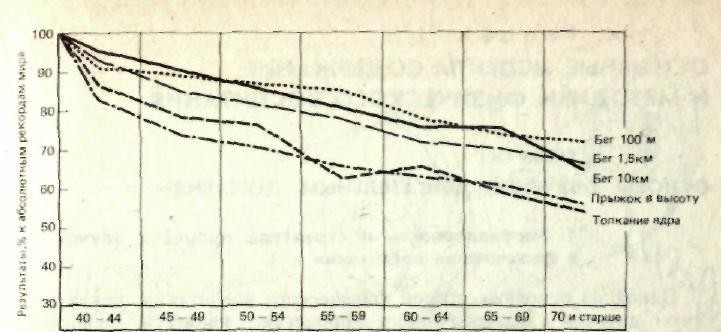 Результаты,% к абсолютным рекордам мира
100
90
80
70
60
50
40
30
Бег 100 м
Бег 1,5км
Бег 10км
Прыжок в высоту
Толкание ядра
40 – 44
45 – 49
50 – 54
55 – 59
60 – 64
65 – 69
70 и старше